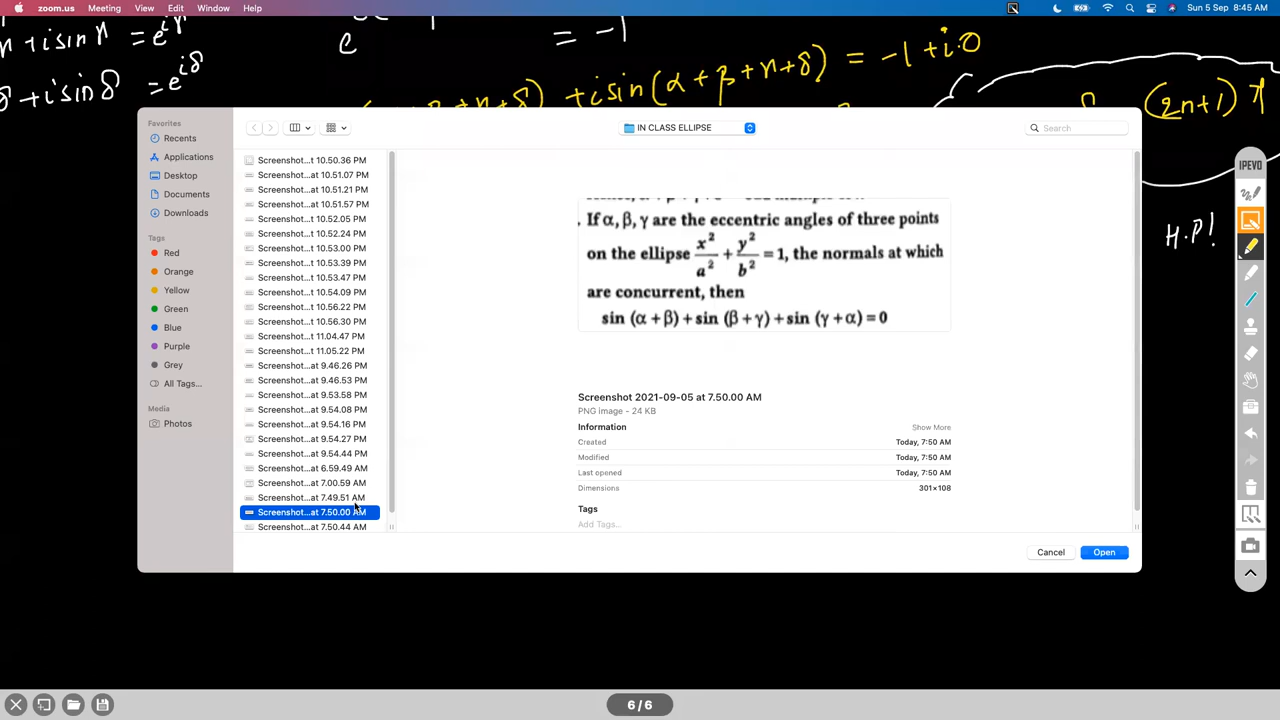 zoom.us Meeting View Edit Window Help Sun 5 Sep 8:45 AM
+ i sin x = e^{ix}
δ + i sin δ = e^{iδ}
e
= -1
+ i sin (α + β + γ + δ) = -1 + i.0
(2n+1) π
H.P!
IN CLASS ELLIPSE
Search
Favorites
Recents
Applications
Desktop
Documents
Downloads
Tags
Red
Orange
Yellow
Green
Blue
Purple
Grey
All Tags...
Media
Photos
Screenshot...t 10.50.36 PM
Screenshot...at 10.51.07 PM
Screenshot...at 10.51.21 PM
Screenshot...at 10.51.57 PM
Screenshot...at 10.52.05 PM
Screenshot...at 10.52.24 PM
Screenshot...at 10.53.00 PM
Screenshot...at 10.53.39 PM
Screenshot...at 10.53.47 PM
Screenshot...at 10.54.09 PM
Screenshot...at 10.56.22 PM
Screenshot...at 10.56.30 PM
Screenshot...at 11.04.47 PM
Screenshot...at 11.05.22 PM
Screenshot...at 9.46.26 PM
Screenshot...at 9.46.53 PM
Screenshot...at 9.53.58 PM
Screenshot...at 9.54.08 PM
Screenshot...at 9.54.16 PM
Screenshot...at 9.54.27 PM
Screenshot...at 9.54.44 PM
Screenshot...at 6.59.49 AM
Screenshot...at 7.00.59 AM
Screenshot...at 7.49.51 AM
Screenshot...at 7.50.00 AM
Screenshot...at 7.50.44 AM
If α, β, γ are the eccentric angles of three points
on the ellipse x²/a² + y²/b² = 1, the normals at which
are concurrent, then
sin (α + β) + sin (β + γ) + sin (γ + α) = 0
Screenshot 2021-09-05 at 7.50.00 AM
PNG image - 24 KB
Information Show More
Created Today, 7:50 AM
Modified Today, 7:50 AM
Last opened Today, 7:50 AM
Dimensions 301×108
Tags
Add Tags...
Cancel Open
IPEVO
6 / 6